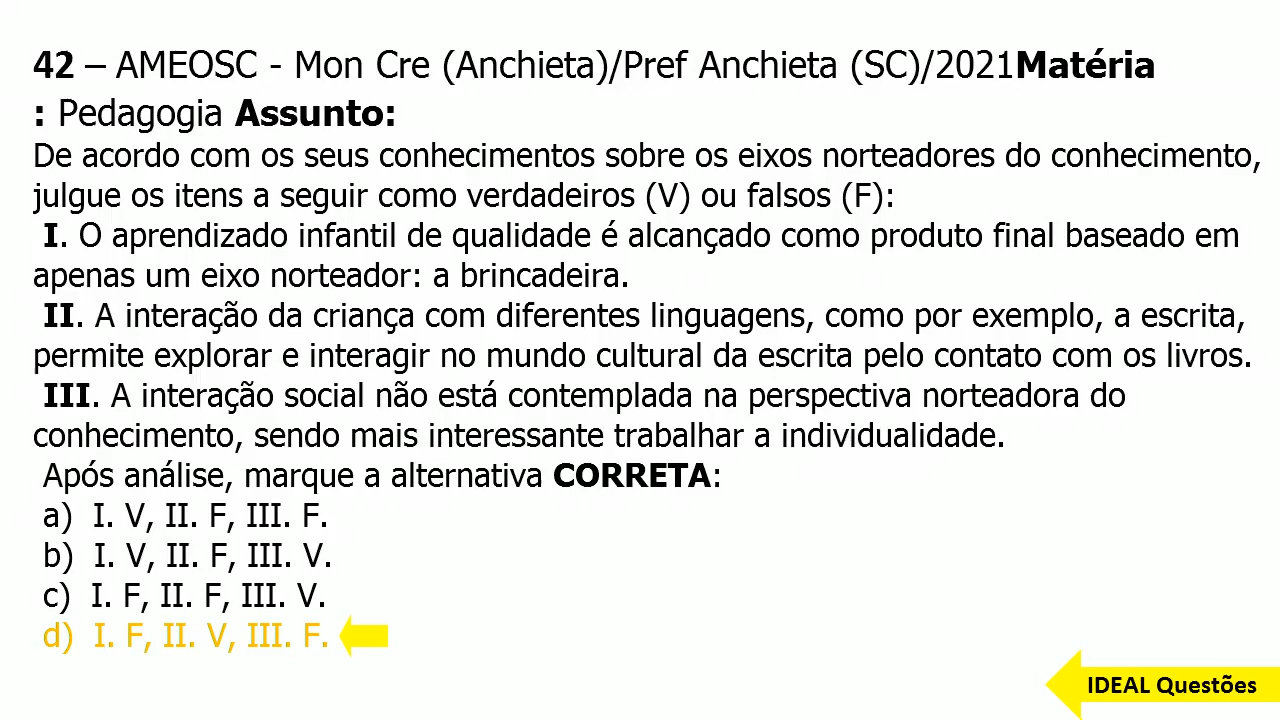 42 – AMEOSC - Mon Cre (Anchieta)/Pref Anchieta (SC)/2021Matéria
: Pedagogia Assunto:
De acordo com os seus conhecimentos sobre os eixos norteadores do conhecimento,
julgue os itens a seguir como verdadeiros (V) ou falsos (F):
I. O aprendizado infantil de qualidade é alcançado como produto final baseado em
apenas um eixo norteador: a brincadeira.
II. A interação da criança com diferentes linguagens, como por exemplo, a escrita,
permite explorar e interagir no mundo cultural da escrita pelo contato com os livros.
III. A interação social não está contemplada na perspectiva norteadora do
conhecimento, sendo mais interessante trabalhar a individualidade.
Após análise, marque a alternativa CORRETA:
a) I. V, II. F, III. F.
b) I. V, II. F, III. V.
c) I. F, II. F, III. V.
d) I. F, II. V, III. F.
IDEAL Questões